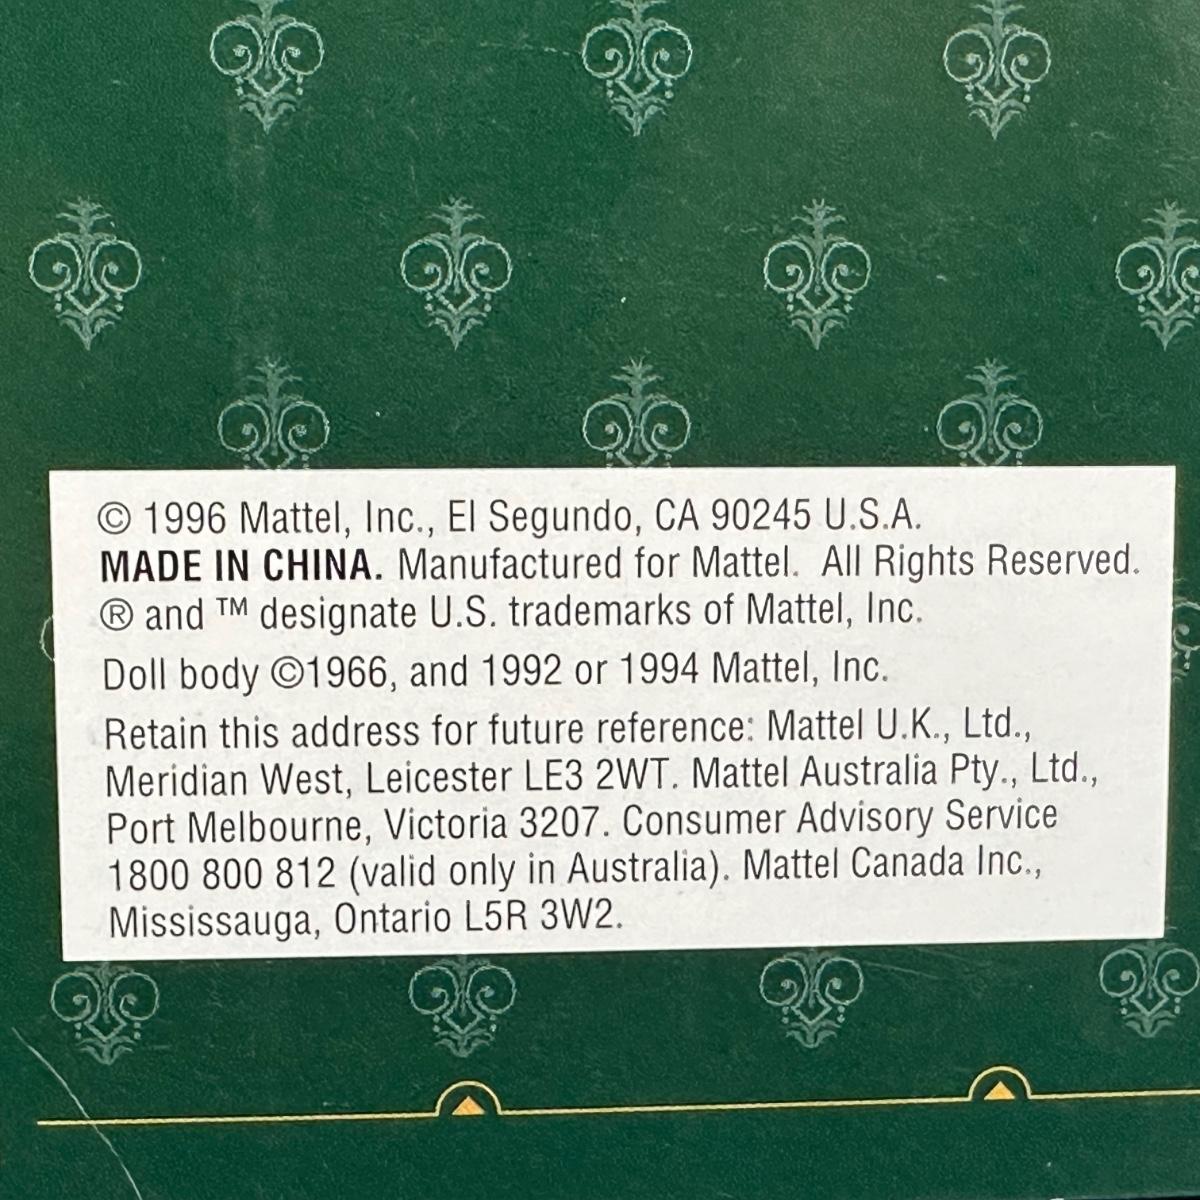 © 1996 Mattel, Inc., El Segundo, CA 90245 U.S.A.
MADE IN CHINA. Manufactured for Mattel. All Rights Reserved.
® and ™ designate U.S. trademarks of Mattel, Inc.
Doll body ©1966, and 1992 or 1994 Mattel, Inc.
Retain this address for future reference: Mattel U.K., Ltd.,
Meridian West, Leicester LE3 2WT. Mattel Australia Pty., Ltd.,
Port Melbourne, Victoria 3207. Consumer Advisory Service
1800 800 812 (valid only in Australia). Mattel Canada Inc.,
Mississauga, Ontario L5R 3W2.